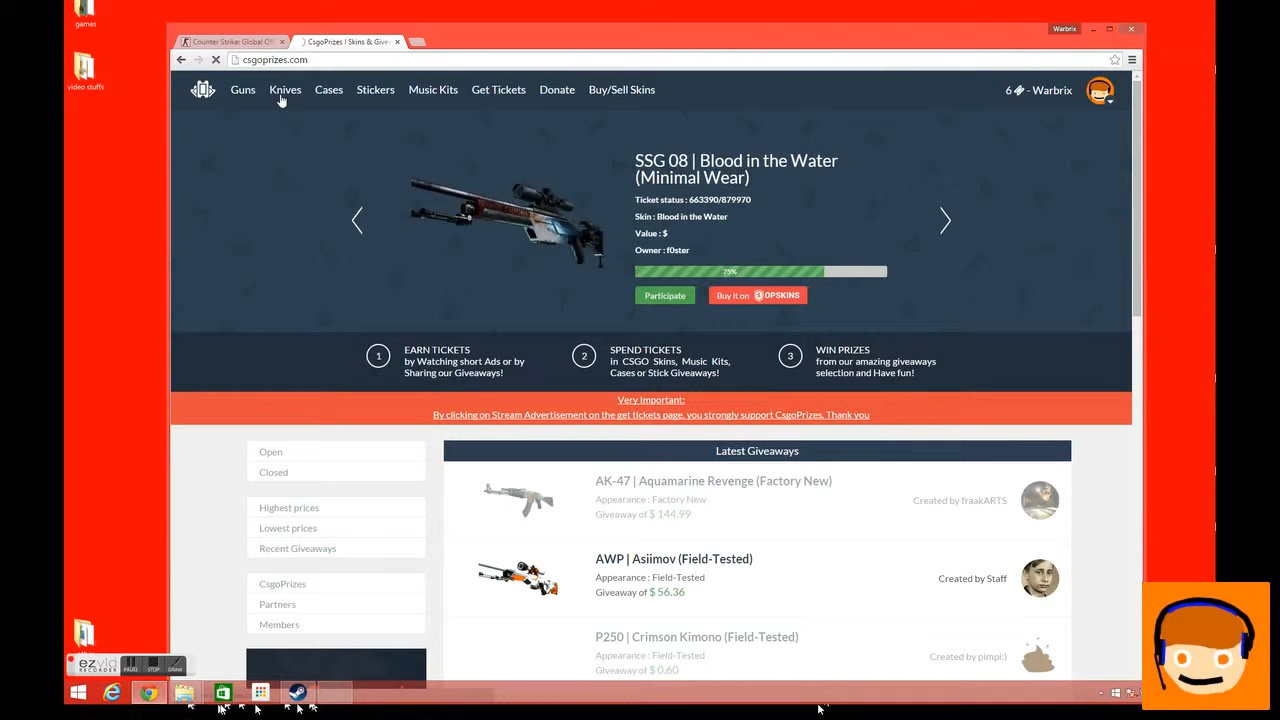 games
video stuffs
Warbrix
Counter Strike: Global Off
CsgoPrizes | Skins & Givea
csgoprizes.com
Guns Knives Cases Stickers Music Kits Get Tickets Donate Buy/Sell Skins 6 - Warbrix
SSG 08 | Blood in the Water
(Minimal Wear)
Ticket status : 663390/879970
Skin : Blood in the Water
Value : $
Owner : f0ster
75%
Participate
Buy it on OPSKINS
1
EARN TICKETS
by Watching short Ads or by
Sharing our Giveaways!
2
SPEND TICKETS
in CSGO Skins, Music Kits,
Cases or Stick Giveaways!
3
WIN PRIZES
from our amazing giveaways
selection and Have fun!
Very Important:
By clicking on Stream Advertisement on the get tickets page, you strongly support CsgoPrizes. Thank you
Open
Closed
Highest prices
Lowest prices
Recent Giveaways
CsgoPrizes
Partners
Members
Latest Giveaways
AK-47 | Aquamarine Revenge (Factory New)
Appearance : Factory New
Giveaway of $ 144.99
Created by fraakARTS
AWP | Asiimov (Field-Tested)
Appearance : Field-Tested
Giveaway of $ 56.36
Created by Staff
P250 | Crimson Kimono (Field-Tested)
Appearance : Field-Tested
Giveaway of $ 0.60
Created by pimpi:)
ezvid
RECORDER
PAUSE
STOP
DRAW